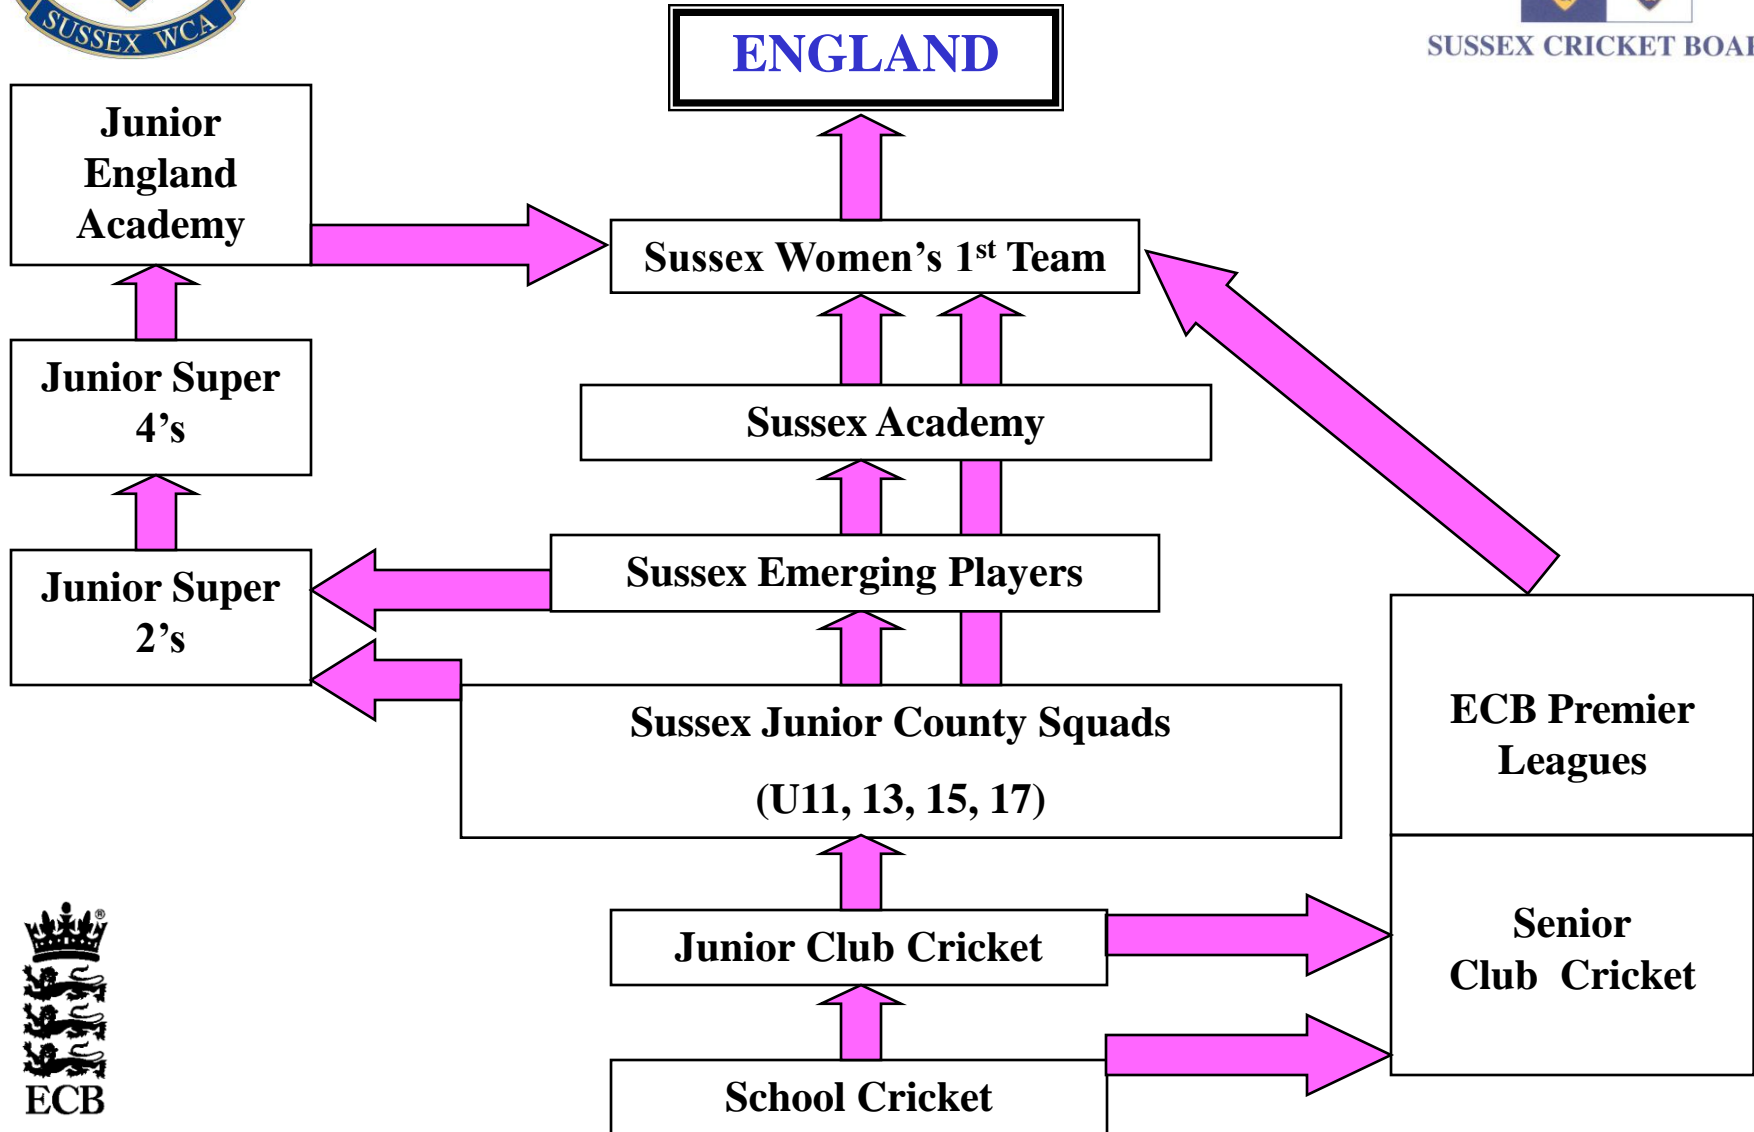 SUSSEX WCA
SUSSEX CRICKET
ENGLAND
Junior
England
Academy
Sussex Women’s 1st Team
Junior Super
4’s
Sussex Academy
Junior Super
2’s
Sussex Emerging Players
Sussex Junior County Squads
(U11, 13, 15, 17)
ECB Premier
Leagues
Junior Club Cricket
Senior
Club Cricket
School Cricket
®
ECB